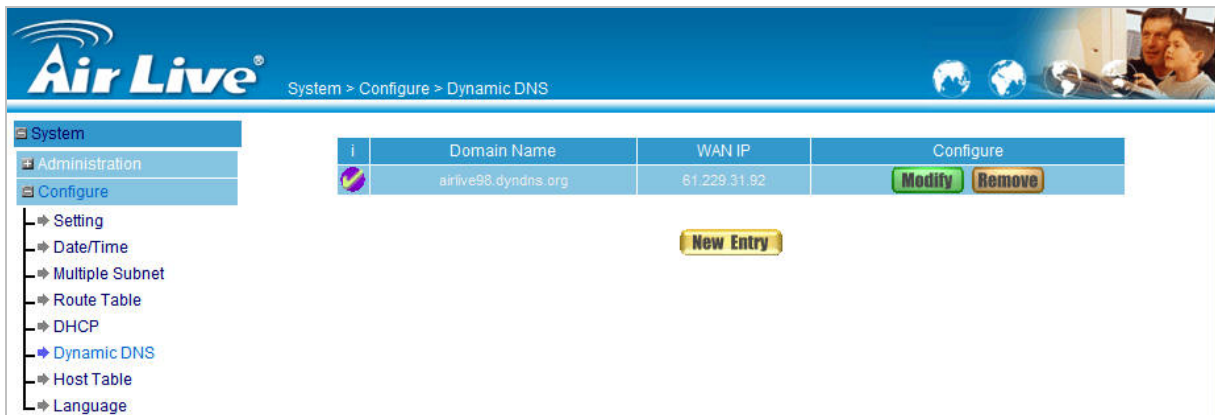 Air Live®
System > Configure > Dynamic DNS
System
Administration
Configure
Setting
Date/Time
Multiple Subnet
Route Table
DHCP
Dynamic DNS
Host Table
Language
i Domain Name WAN IP Configure
airlive98.dyndns.org 61.229.31.92 Modify Remove
New Entry